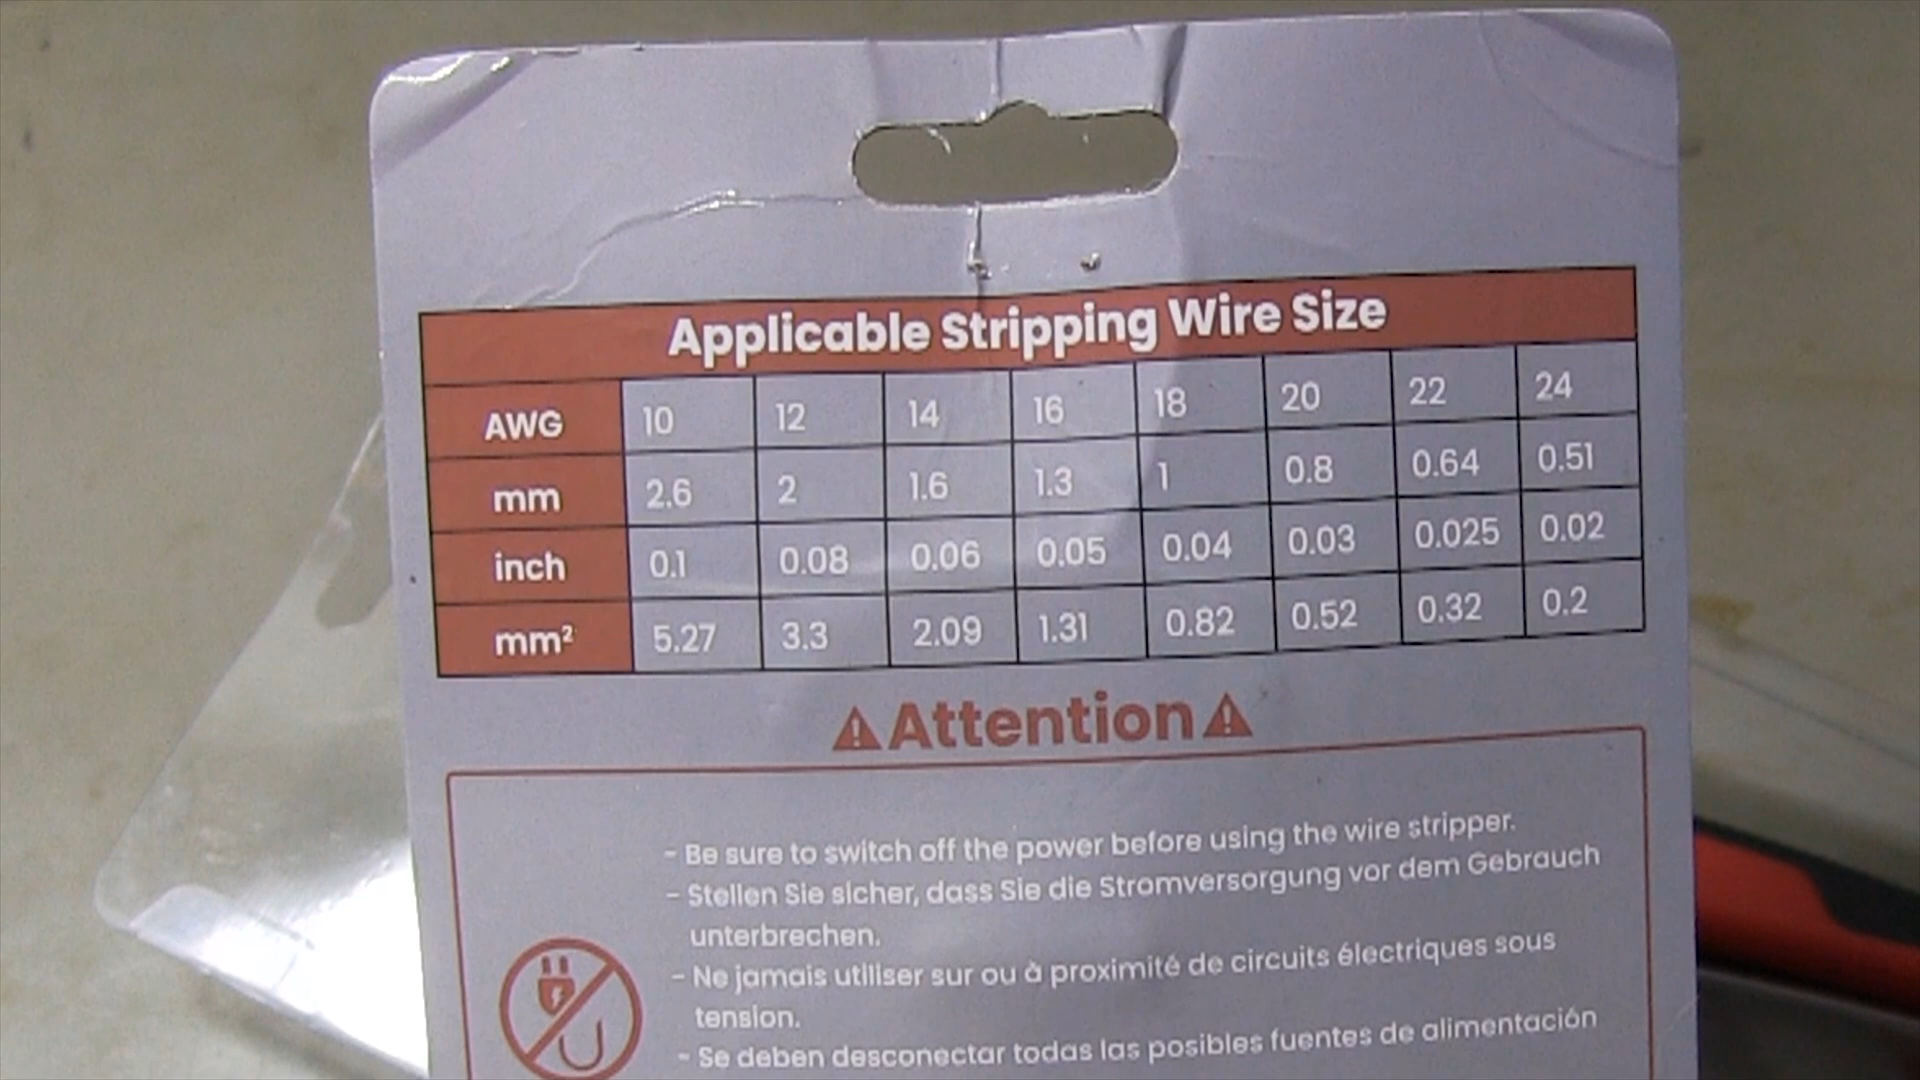 Applicable Stripping Wire Size
AWG 10 12 14 16 18 20 22 24
mm 2.6 2 1.6 1.3 1 0.8 0.64 0.51
inch 0.1 0.08 0.06 0.05 0.04 0.03 0.025 0.02
mm² 5.27 3.3 2.09 1.31 0.82 0.52 0.32 0.2
⚠Attention⚠
- Be sure to switch off the power before using the wire stripper.
- Stellen Sie sicher, dass Sie die Stromversorgung vor dem Gebrauch
unterbrechen.
- Ne jamais utiliser sur ou à proximité de circuits électriques sous
tension.
- Se deben desconectar todas las posibles fuentes de alimentación